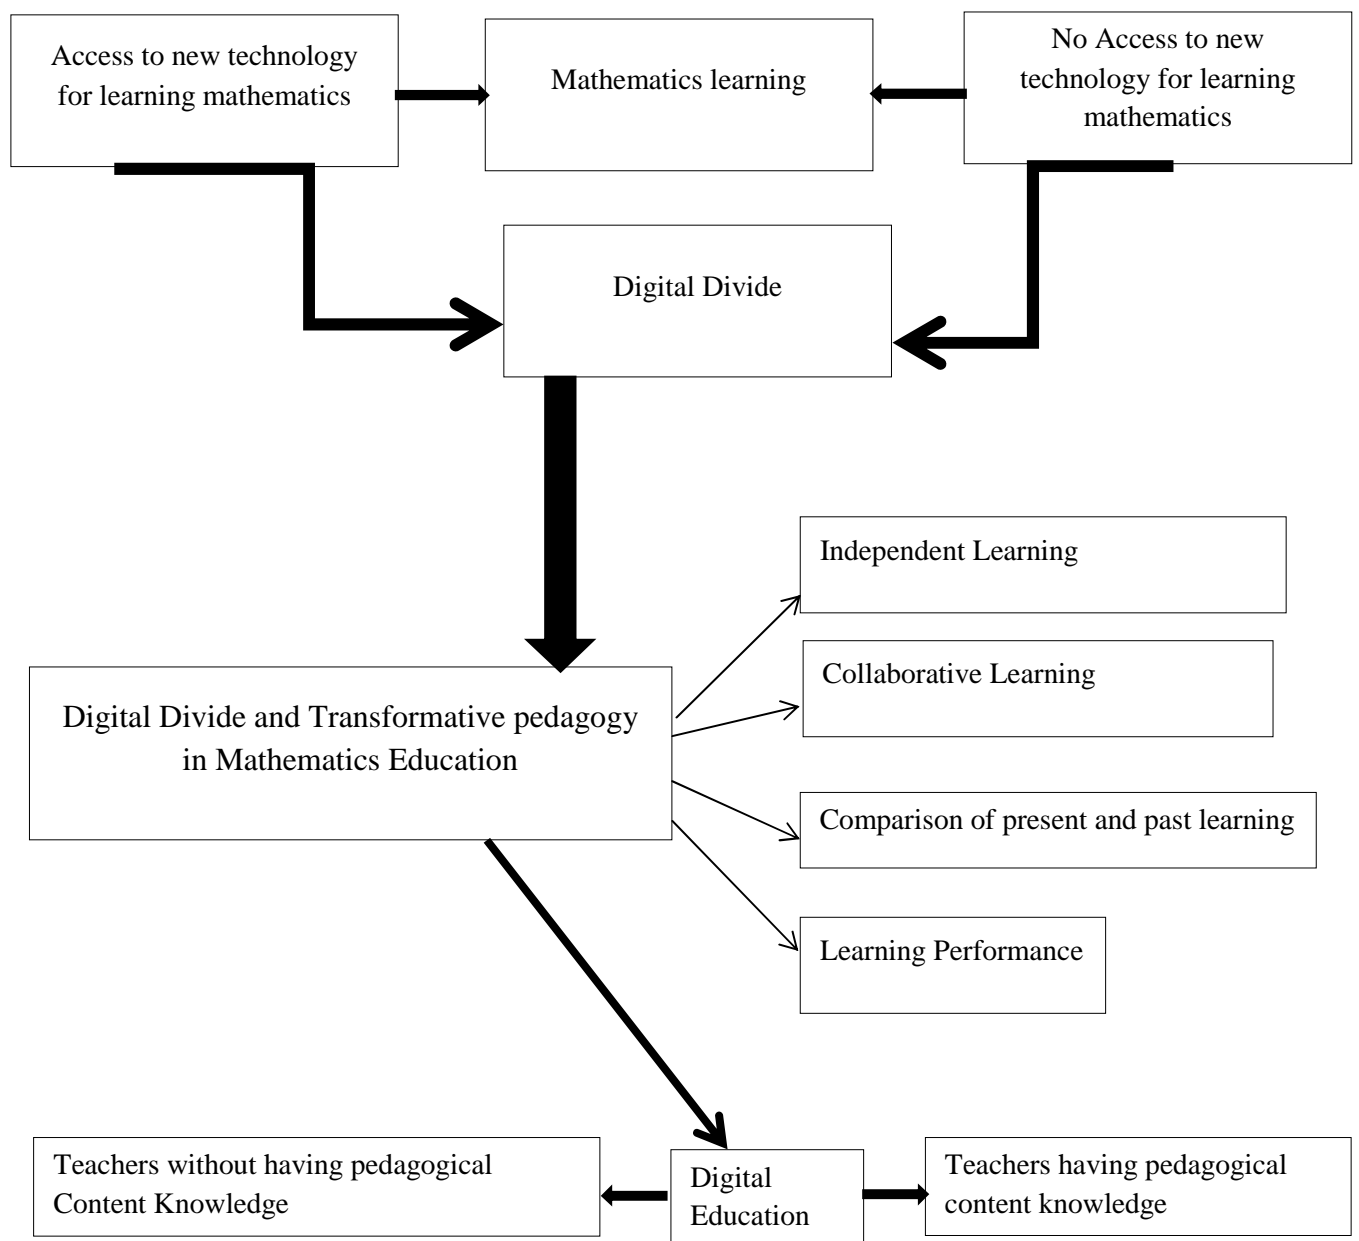 Access to new technology
for learning mathematics
Mathematics learning
No Access to new
technology for learning
mathematics
Digital Divide
Independent Learning
Collaborative Learning
Digital Divide and Transformative pedagogy
in Mathematics Education
Comparison of present and past learning
Learning Performance
Teachers without having pedagogical
Content Knowledge
Digital
Education
Teachers having pedagogical
content knowledge